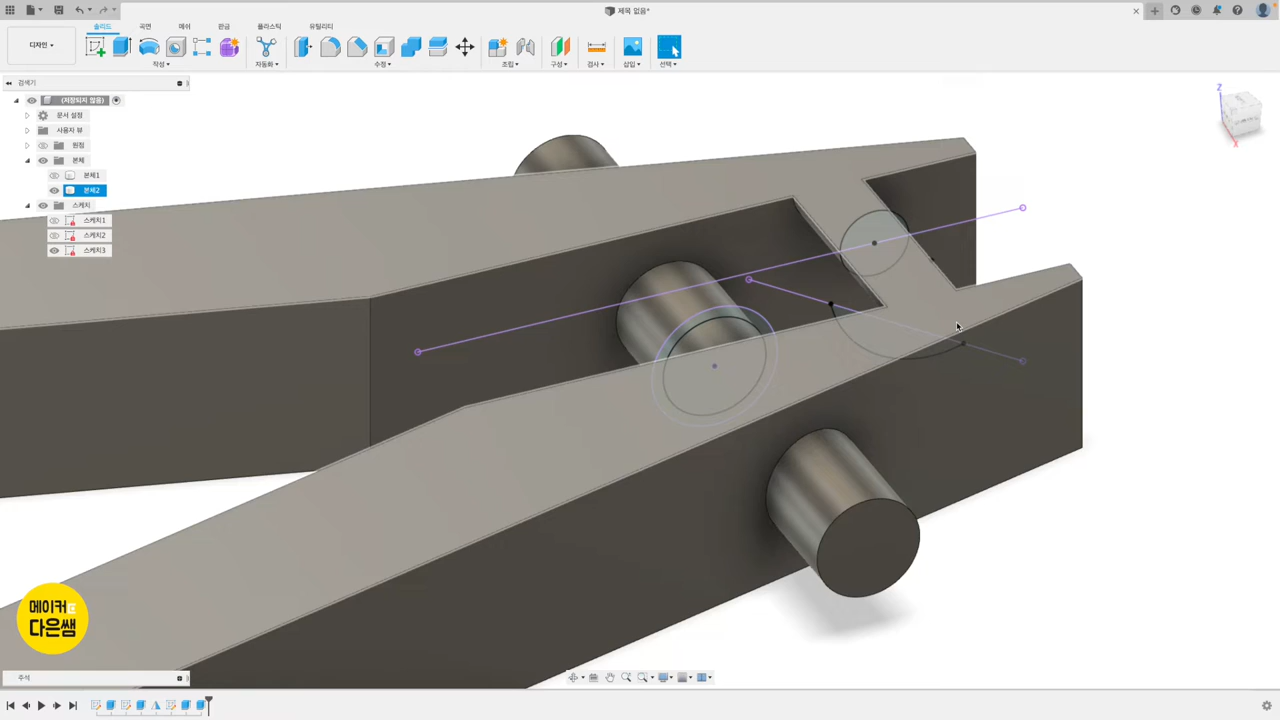 제목 없음*
디자인 ▾
솔리드
곡면
메쉬
판금
플라스틱
유틸리티
작성▾
자동화▾
수정▾
조립▾
구성▾
검사▾
삽입▾
선택▾
검색기
(저장되지 않음)
문서 설정
사용자 뷰
원점
본체
본체1
본체2
스케치
스케치1
스케치2
스케치3
Z
X
메이커
다은쌤
주석